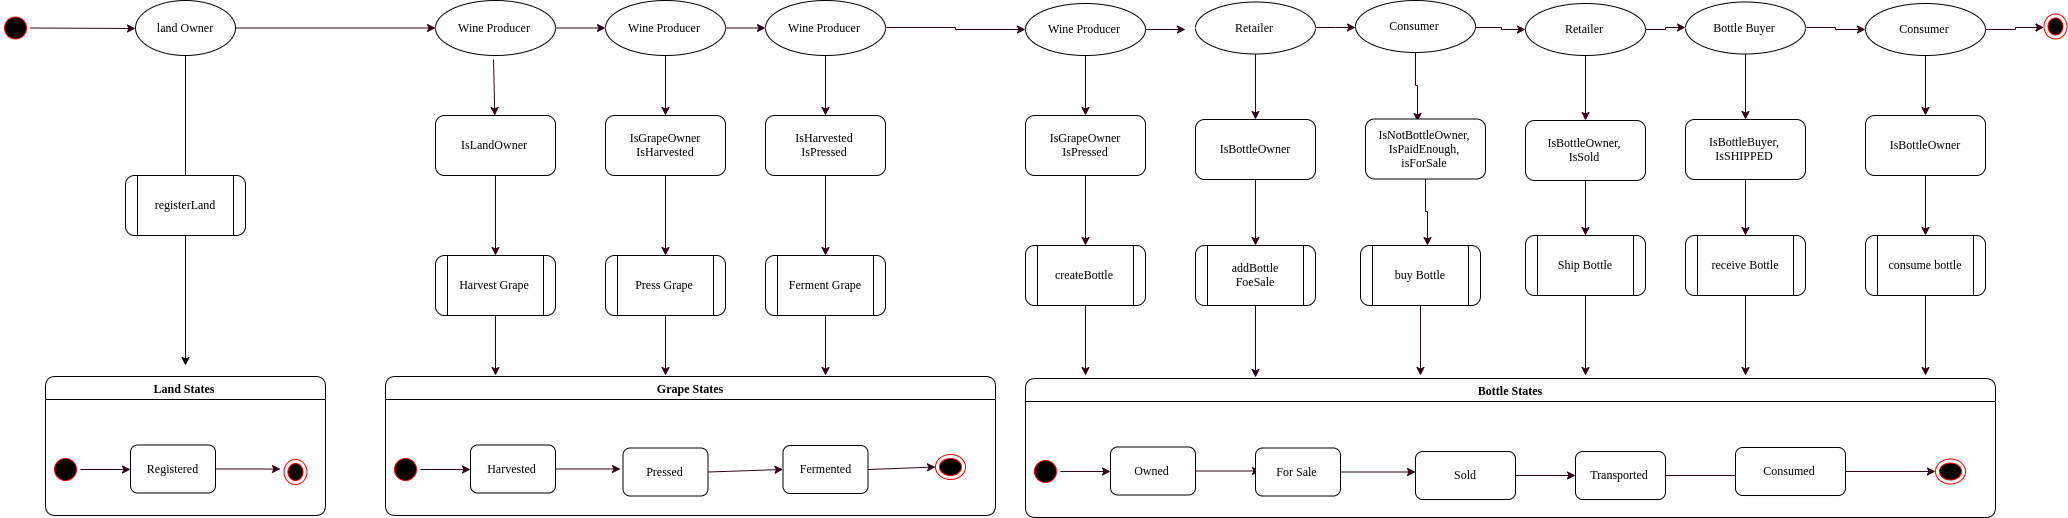 land Owner
Wine Producer
Wine Producer
Wine Producer
Wine Producer
Retailer
Consumer
Retailer
Bottle Buyer
Consumer
IsLandOwner
IsGrapeOwner
IsHarvested
IsHarvested
IsPressed
IsGrapeOwner
IsPressed
IsBottleOwner
IsNotBottleOwner,
IsPaidEnough,
isForSale
IsBottleOwner,
IsSold
IsBottleBuyer,
IsSHIPPED
IsBottleOwner
registerLand
Harvest Grape
Press Grape
Ferment Grape
createBottle
addBottle
FoeSale
buy Bottle
Ship Bottle
receive Bottle
consume bottle
Land States
Registered
Grape States
Harvested
Pressed
Fermented
Bottle States
Owned
For Sale
Sold
Transported
Consumed